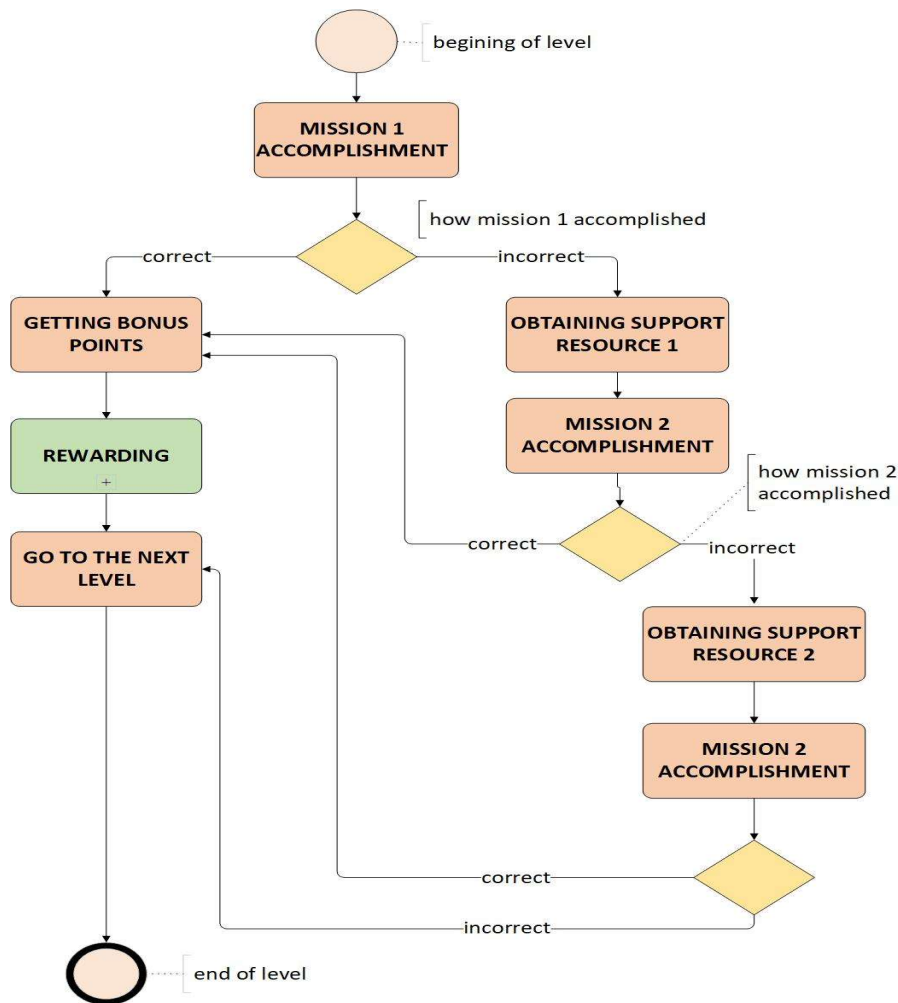 begining of level
MISSION 1
ACCOMPLISHMENT
how mission 1 accomplished
correct
incorrect
GETTING BONUS
POINTS
OBTAINING SUPPORT
RESOURCE 1
REWARDING
+
MISSION 2
ACCOMPLISHMENT
how mission 2
accomplished
correct
incorrect
GO TO THE NEXT
LEVEL
OBTAINING SUPPORT
RESOURCE 2
MISSION 2
ACCOMPLISHMENT
correct
incorrect
end of level